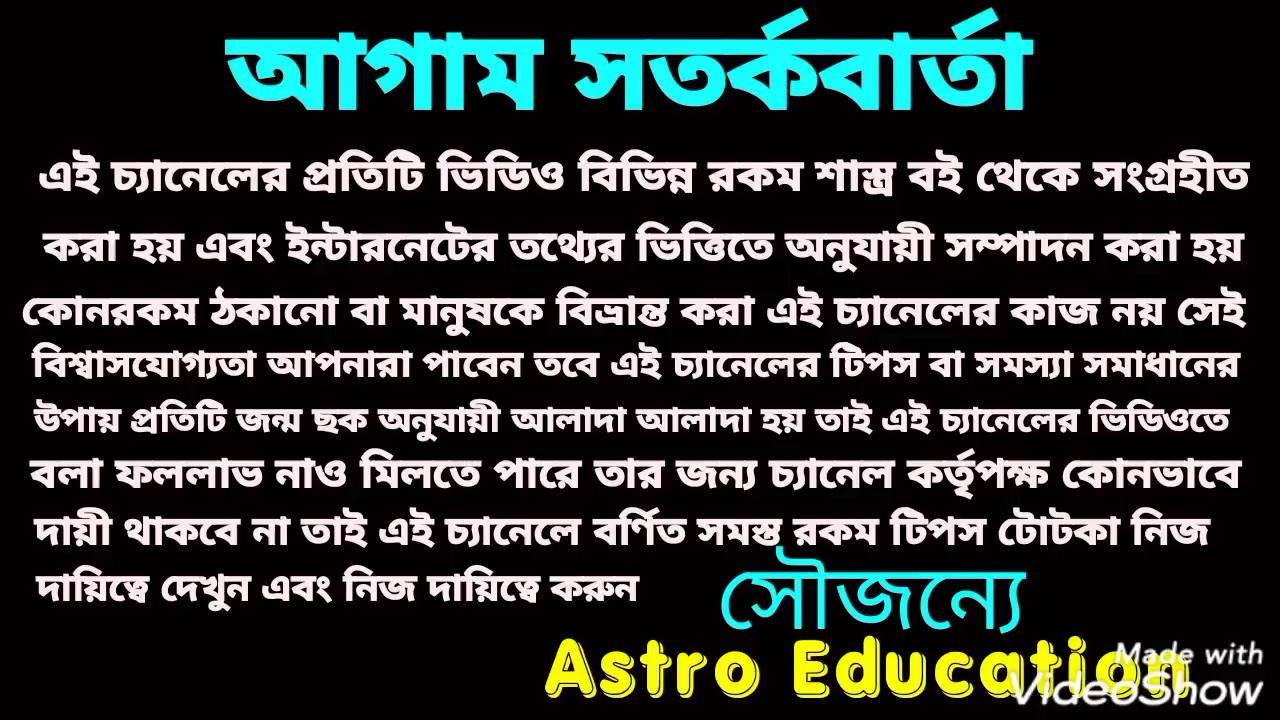 আগাম সতর্কবার্তা
এই চ্যানেলের প্রতিটি ভিডিও বিভিন্ন রকম শাস্ত্র বই থেকে সংগ্রহীত
করা হয় এবং ইন্টারনেটের তথ্যের ভিত্তিতে অনুযায়ী সম্পাদন করা হয়
কোনরকম ঠকানো বা মানুষকে বিভ্রান্ত করা এই চ্যানেলের কাজ নয় সেই
বিশ্বাসযোগ্যতা আপনারা পাবেন তবে এই চ্যানেলের টিপস বা সমস্যা সমাধানের
উপায় প্রতিটি জন্ম ছক অনুযায়ী আলাদা আলাদা হয় তাই এই চ্যানেলের ভিডিওতে
বলা ফললাভ নাও মিলতে পারে তার জন্য চ্যানেল কর্তৃপক্ষ কোনভাবে
দায়ী থাকবে না তাই এই চ্যানেলে বর্ণিত সমস্ত রকম টিপস টোটকা নিজ
দায়িত্বে দেখুন এবং নিজ দায়িত্বে করুন
সৌজন্যে
Astro Education
Made with
VideoShow